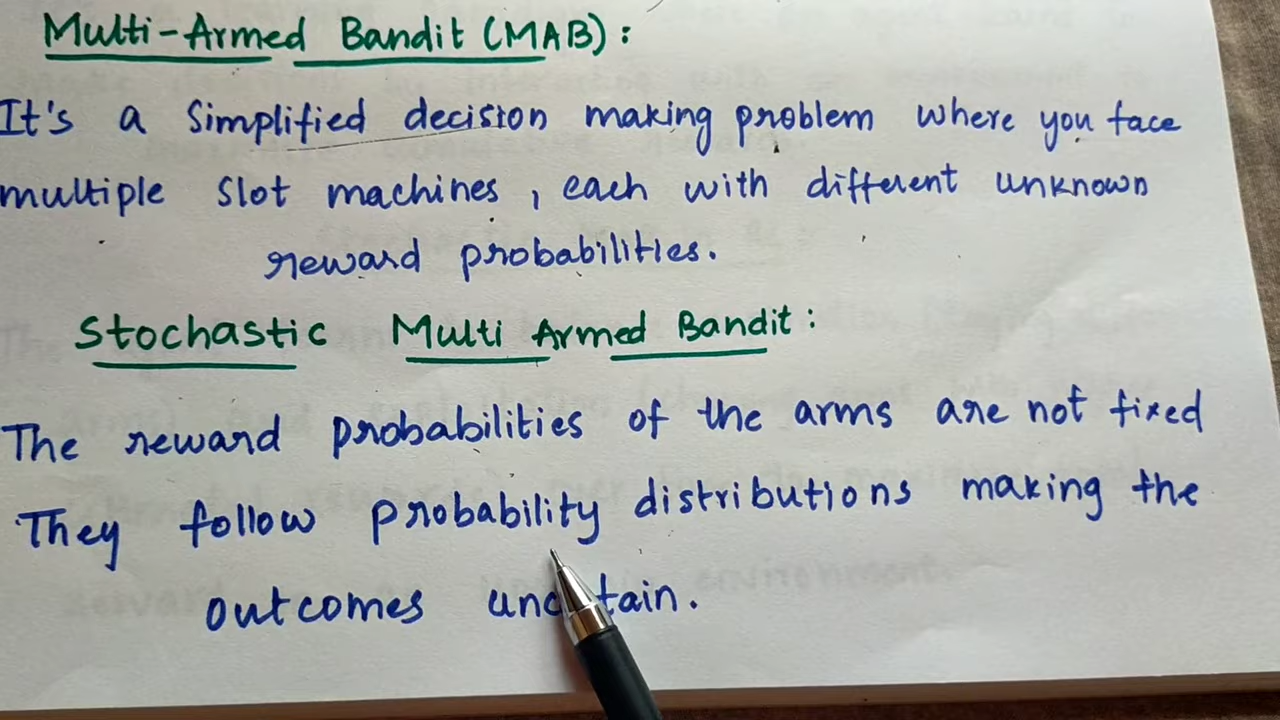 Multi-Armed Bandit (MAB):
It's a simplified decision making problem where you face
multiple slot machines, each with different unknown
reward probabilities.
Stochastic Multi Armed Bandit:
The reward probabilities of the arms are not fixed
They follow probability distributions making the
outcomes